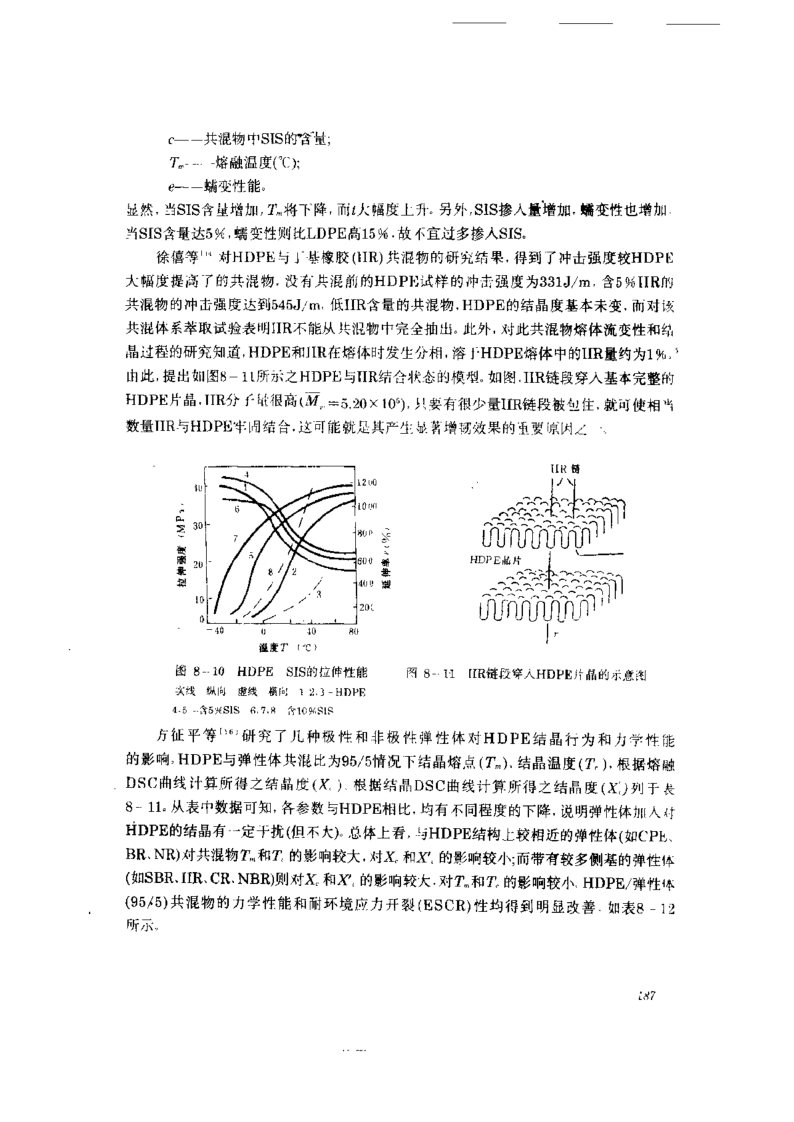 c——共混物中SIS的含量;
Tm——熔融温度(℃);
e——蠕变性能。
显然,当SIS含量增加,Tm将下降,而t大幅度上升。另外,SIS掺入量增加,蠕变性也增加.
当SIS含量达5%,蠕变性则比LDPE高15%.故不宜过多掺入SIS。
徐僖等 对HDPE与丁基橡胶(IIR)共混物的研究结果,得到了冲击强度较HDPE
大幅度提高了的共混物.没有共混前的HDPE试样的冲击强度为331J/m,含5%IIR的
共混物的冲击强度达到545J/m,低IIR含量的共混物,HDPE的结晶度基本未变.而对该
共混体系萃取试验表明IIR不能从共混物中完全抽出。此外,对此共混物熔体流变性和结
晶过程的研究知道,HDPE和IIR在熔体时发生分相,溶于HDPE熔体中的IIR量约为1%.
由此,提出如图8-11所示之HDPE与IIR结合状态的模型。如图.IIR链段穿入基本完整的
HDPE片晶.IIR分子量很高(M =5.20×10⁵),只要有很少量IIR链段被包住,就可使相当
数量IIR与HDPE牢固结合.这可能就是其产生显著增韧效果的重要原因之一、
拉伸强度 (MPa)
40
30
20
10
0
-40 0 40 80
温度T (℃)
1200
1000
800
600
400
200
延伸率 (%)
4 1 6 7 5 8 2 3
图 8-10 HDPE SIS的拉伸性能
实线 纵向 虚线 横向 1 2.3-HDPE
4.5 -含5%SIS 6.7.8 含10%SIS
IIR 链
HDPE晶片
r
图 8-11 IIR链段穿入HDPE片晶的示意图
方征平等[16]研究了几种极性和非极性弹性体对HDPE结晶行为和力学性能
的影响,HDPE与弹性体共混比为95/5情况下结晶熔点(Tm),结晶温度(Tc),根据熔融
DSC曲线计算所得之结晶度(Xc).根据结晶DSC曲线计算所得之结晶度(X′c)列于表
8-11。从表中数据可知,各参数与HDPE相比,均有不同程度的下降,说明弹性体加入对
HDPE的结晶有一定干扰(但不大)。总体上看,与HDPE结构上较相近的弹性体(如CPE、
BR、NR)对共混物Tm和Tc 的影响较大,对Xc 和X′c 的影响较小;而带有较多侧基的弹性体
(如SBR、IIR、CR、NBR)则对Xc 和X′c 的影响较大.对Tm和Tc 的影响较小、HDPE/弹性体
(95/5)共混物的力学性能和耐环境应力开裂(ESCR)性均得到明显改善.如表8-12
所示。
187